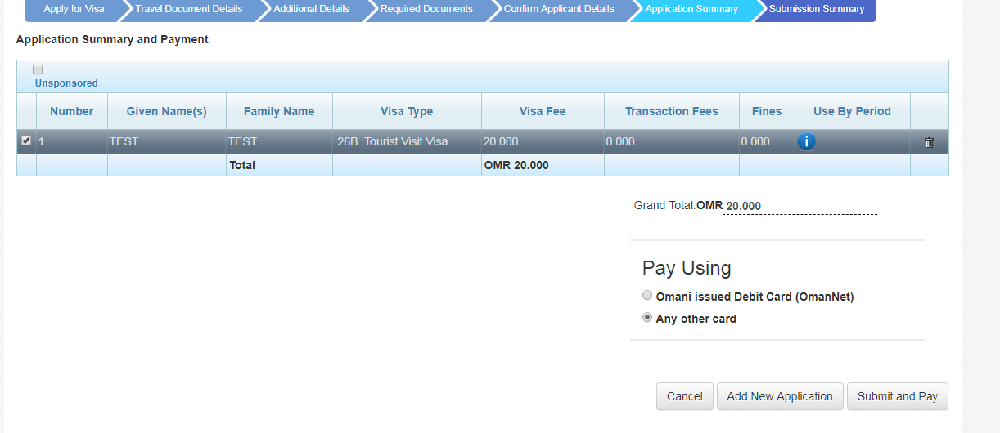 Apply for Visa Travel Document Details Additional Details Required Documents Confirm Applicant Details Application Summary Submission Summary
Application Summary and Payment
Unsponsored
Number Given Name(s) Family Name Visa Type Visa Fee Transaction Fees Fines Use By Period
1 TEST TEST 26B Tourist Visit Visa 20.000 0.000 0.000
Total OMR 20.000
Grand Total:OMR 20.000
Pay Using
Omani issued Debit Card (OmanNet)
Any other card
Cancel Add New Application Submit and Pay